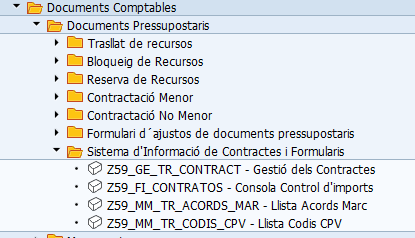 Documents Comptables
Documents Pressupostaris
Trasllat de recursos
Bloqueig de Recursos
Reserva de Recursos
Contractació Menor
Contractació No Menor
Formulari d´ajustos de documents pressupostaris
Sistema d'Informació de Contractes i Formularis
Z59_GE_TR_CONTRACT - Gestió dels Contractes
Z59_FI_CONTRATOS - Consola Control d'imports
Z59_MM_TR_ACORDS_MAR - Llista Acords Marc
Z59_MM_TR_CODIS_CPV - Llista Codis CPV